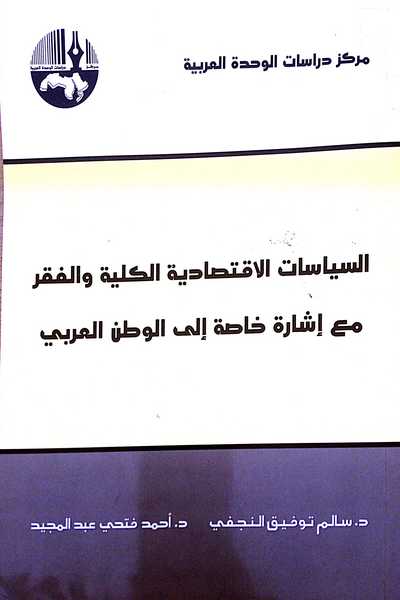 مركز دراسات الوحدة العربية
السياسات الاقتصادية الكلية والفقر
مع إشارة خاصة إلى الوطن العربي
د. سالم توفيق النجفي د. أحمد فتحي عبد المجيد